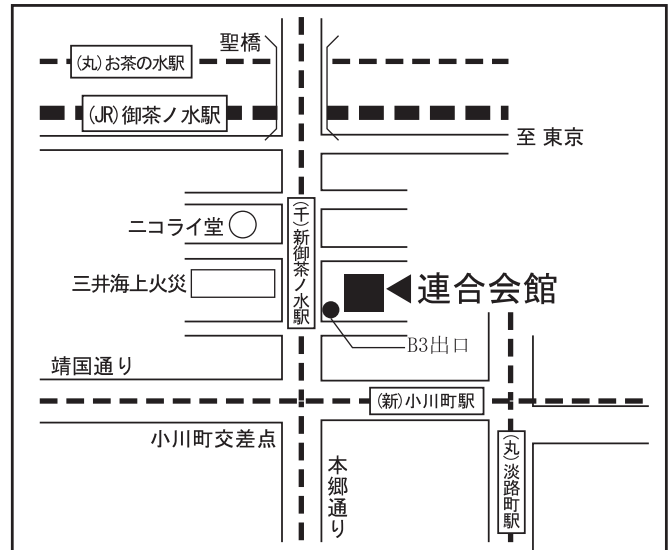 聖橋
(丸)お茶の水駅
(JR)御茶ノ水駅
至 東京
ニコライ堂
(千)新御茶ノ水駅
三井海上火災
連合会館
B3出口
靖国通り
(新)小川町駅
小川町交差点
本郷通り
(丸)淡路町駅